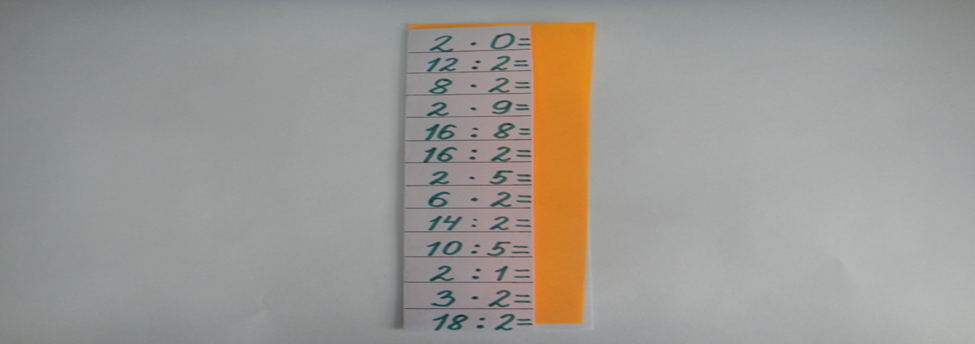 2 · 0=
12 : 2=
8 · 2=
2 · 9=
16 : 8=
16 : 2=
2 · 5=
6 · 2=
14 : 2=
10 : 5=
2 : 1=
3 · 2=
18 : 2=